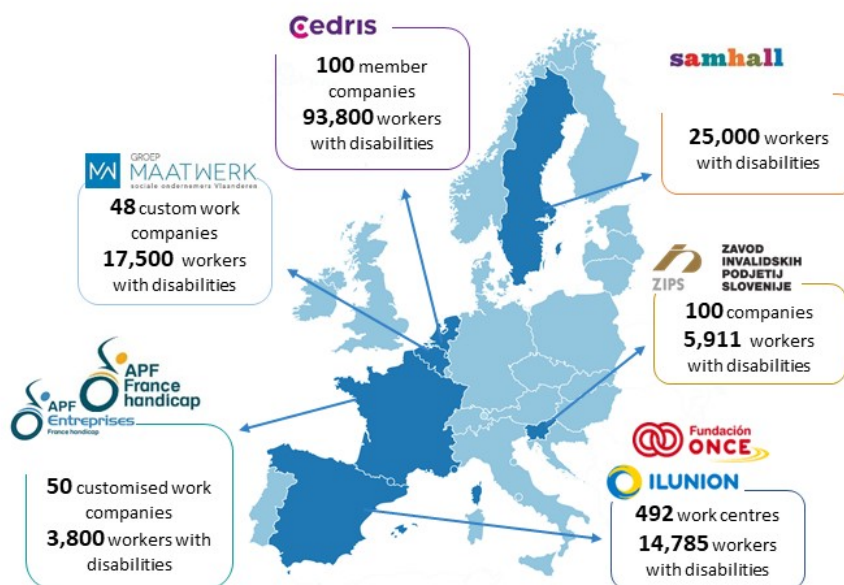 cedris
100 member
companies
93,800 workers
with disabilities
samhall
25,000 workers
with disabilities
GROEP
MW MAATWERK
sociale ondernemers Vlaanderen
48 custom work
companies
17,500 workers
with disabilities
ZIPS
ZAVOD
INVALIDSKIH
PODJETIJ
SLOVENIJE
100 companies
5,911 workers
with disabilities
APF
France
handicap
APF
Entreprises
France handicap
50 customised work
companies
3,800 workers with
disabilities
Fundación
ONCE
ILUNION
492 work centres
14,785 workers
with disabilities